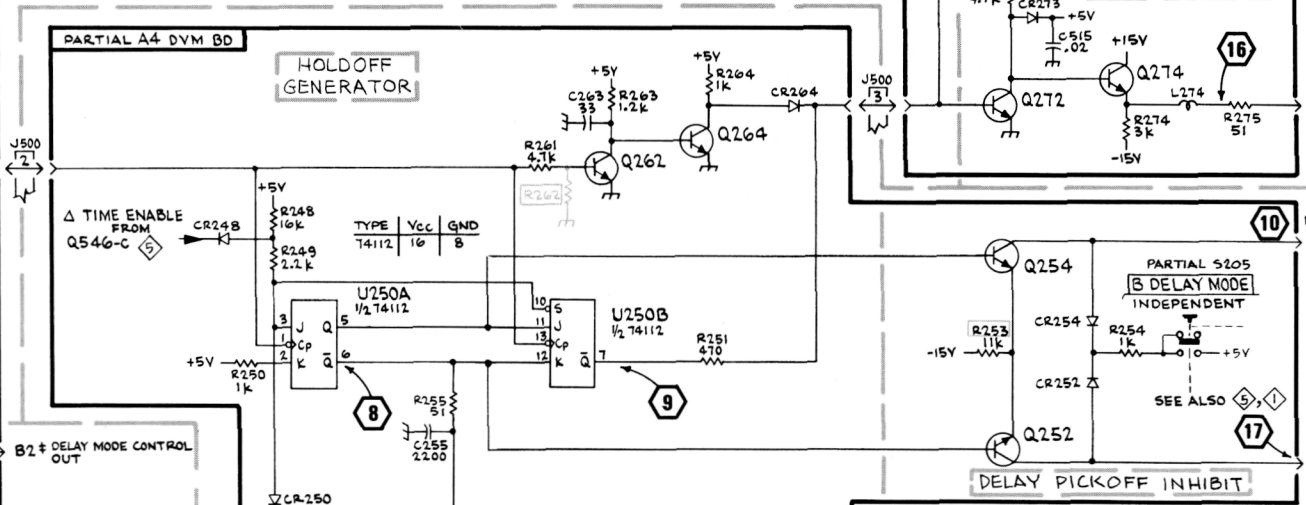 PARTIAL A4 DVM BD
HOLDOFF
GENERATOR
J500
2
+5V
C263
33
R263
1.2K
+5V
R264
1K
CR264
Q264
R261
4.7K
Q262
R262
J500
3
CR273
+5V
C515
.02
+15V
Q272
Q274
L274
16
R274
3K
-15V
R275
51
Δ TIME ENABLE
FROM
Q546-C 5
CR248
+5V
R248
16K
R249
2.2K
TYPE VCC GND
74112 16 8
U250A
1/2 74112
3 J Q 5
1 CP
2 K Q̅ 6
+5V
R250
1K
8
R255
51
C255
2200
CR250
U250B
1/2 74112
10 S
11 J
13 CP
12 K Q̅ 7
R251
470
9
Q254
R253
11K
-15V
Q252
CR254
CR252
R254
1K
10
PARTIAL S205
B DELAY MODE
INDEPENDENT
+5V
SEE ALSO 5, 1
17
DELAY PICKOFF INHIBIT
B2 ‡ DELAY MODE CONTROL
OUT